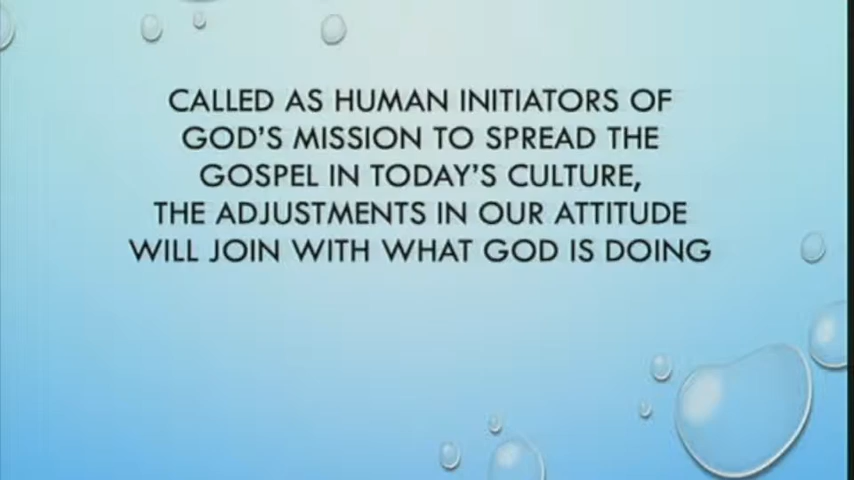 CALLED AS HUMAN INITIATORS OF
GOD'S MISSION TO SPREAD THE
GOSPEL IN TODAY'S CULTURE,
THE ADJUSTMENTS IN OUR ATTITUDE
WILL JOIN WITH WHAT GOD IS DOING